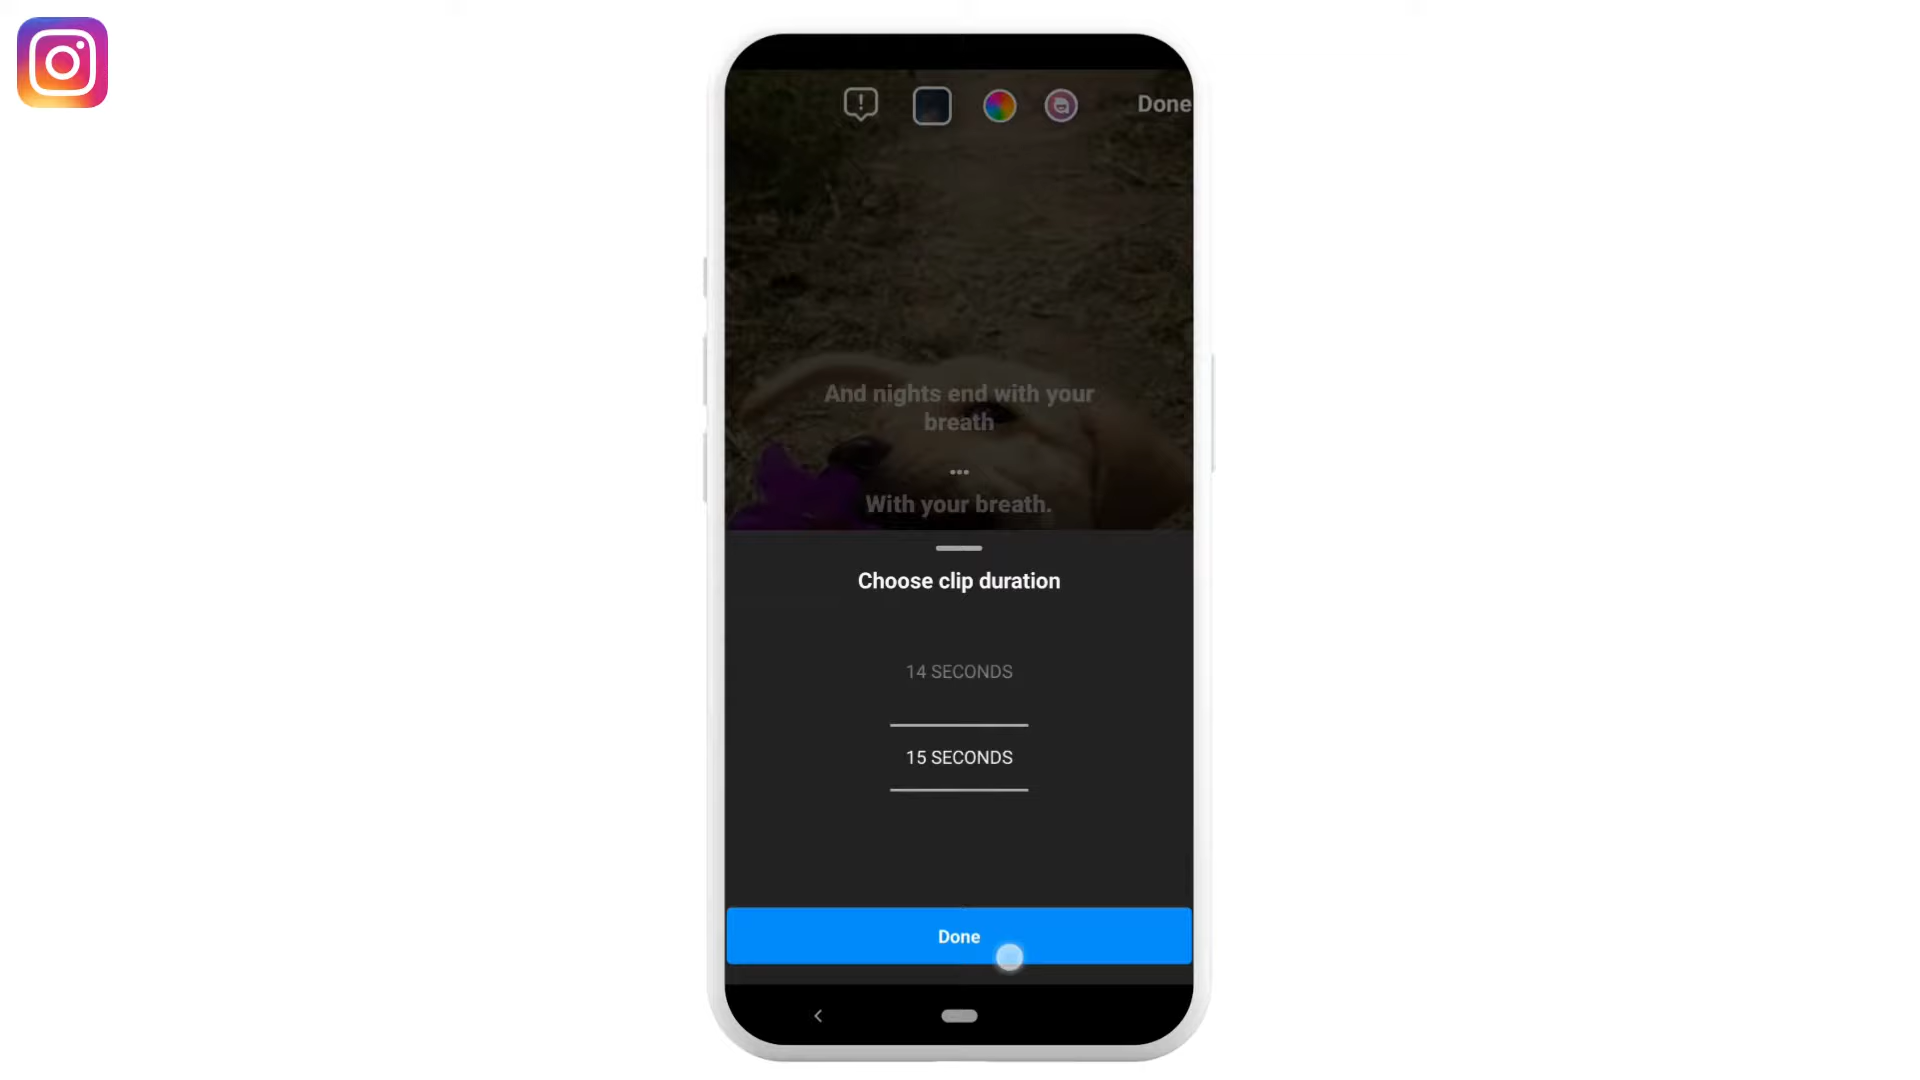 Done
And nights end with your
breath
•••
With your breath.
Choose clip duration
14 SECONDS
15 SECONDS
Done